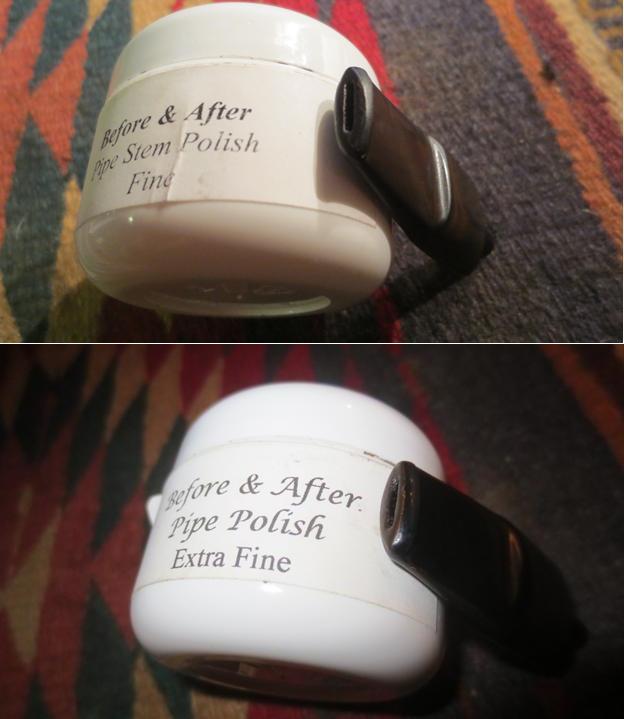 Before & After
Pipe Stem Polish
Fine
Before & After.
Pipe Polish
Extra Fine